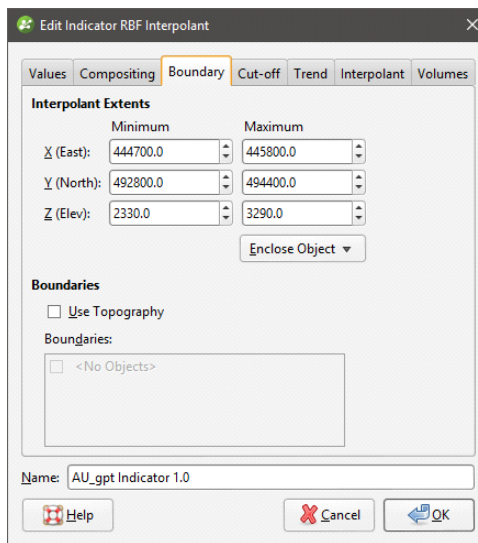 Edit Indicator RBF Interpolant
Values Compositing Boundary Cut-off Trend Interpolant Volumes
Interpolant Extents
Minimum Maximum
X (East): 444700.0 445800.0
Y (North): 492800.0 494400.0
Z (Elev): 2330.0 3290.0
Enclose Object
Boundaries
Use Topography
Boundaries:
<No Objects>
Name: AU_gpt Indicator 1.0
Help Cancel OK